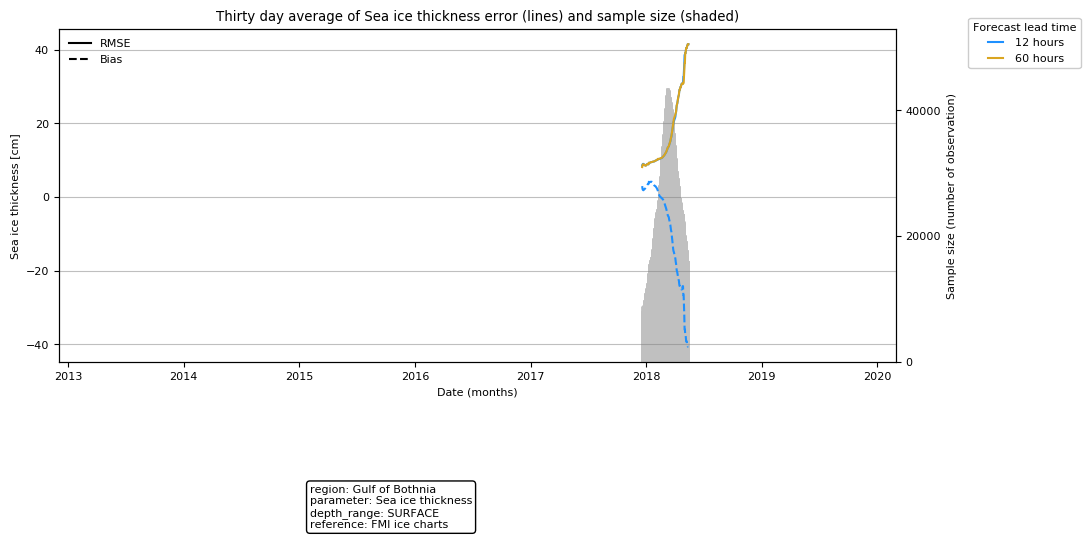 Thirty day average of Sea ice thickness error (lines) and sample size (shaded)
Forecast lead time
12 hours
60 hours
RMSE
Bias
40
20
0
−20
−40
Sea ice thickness [cm]
40000
20000
0
Sample size (number of observation)
2013 2014 2015 2016 2017 2018 2019 2020
Date (months)
region: Gulf of Bothnia
parameter: Sea ice thickness
depth_range: SURFACE
reference: FMI ice charts